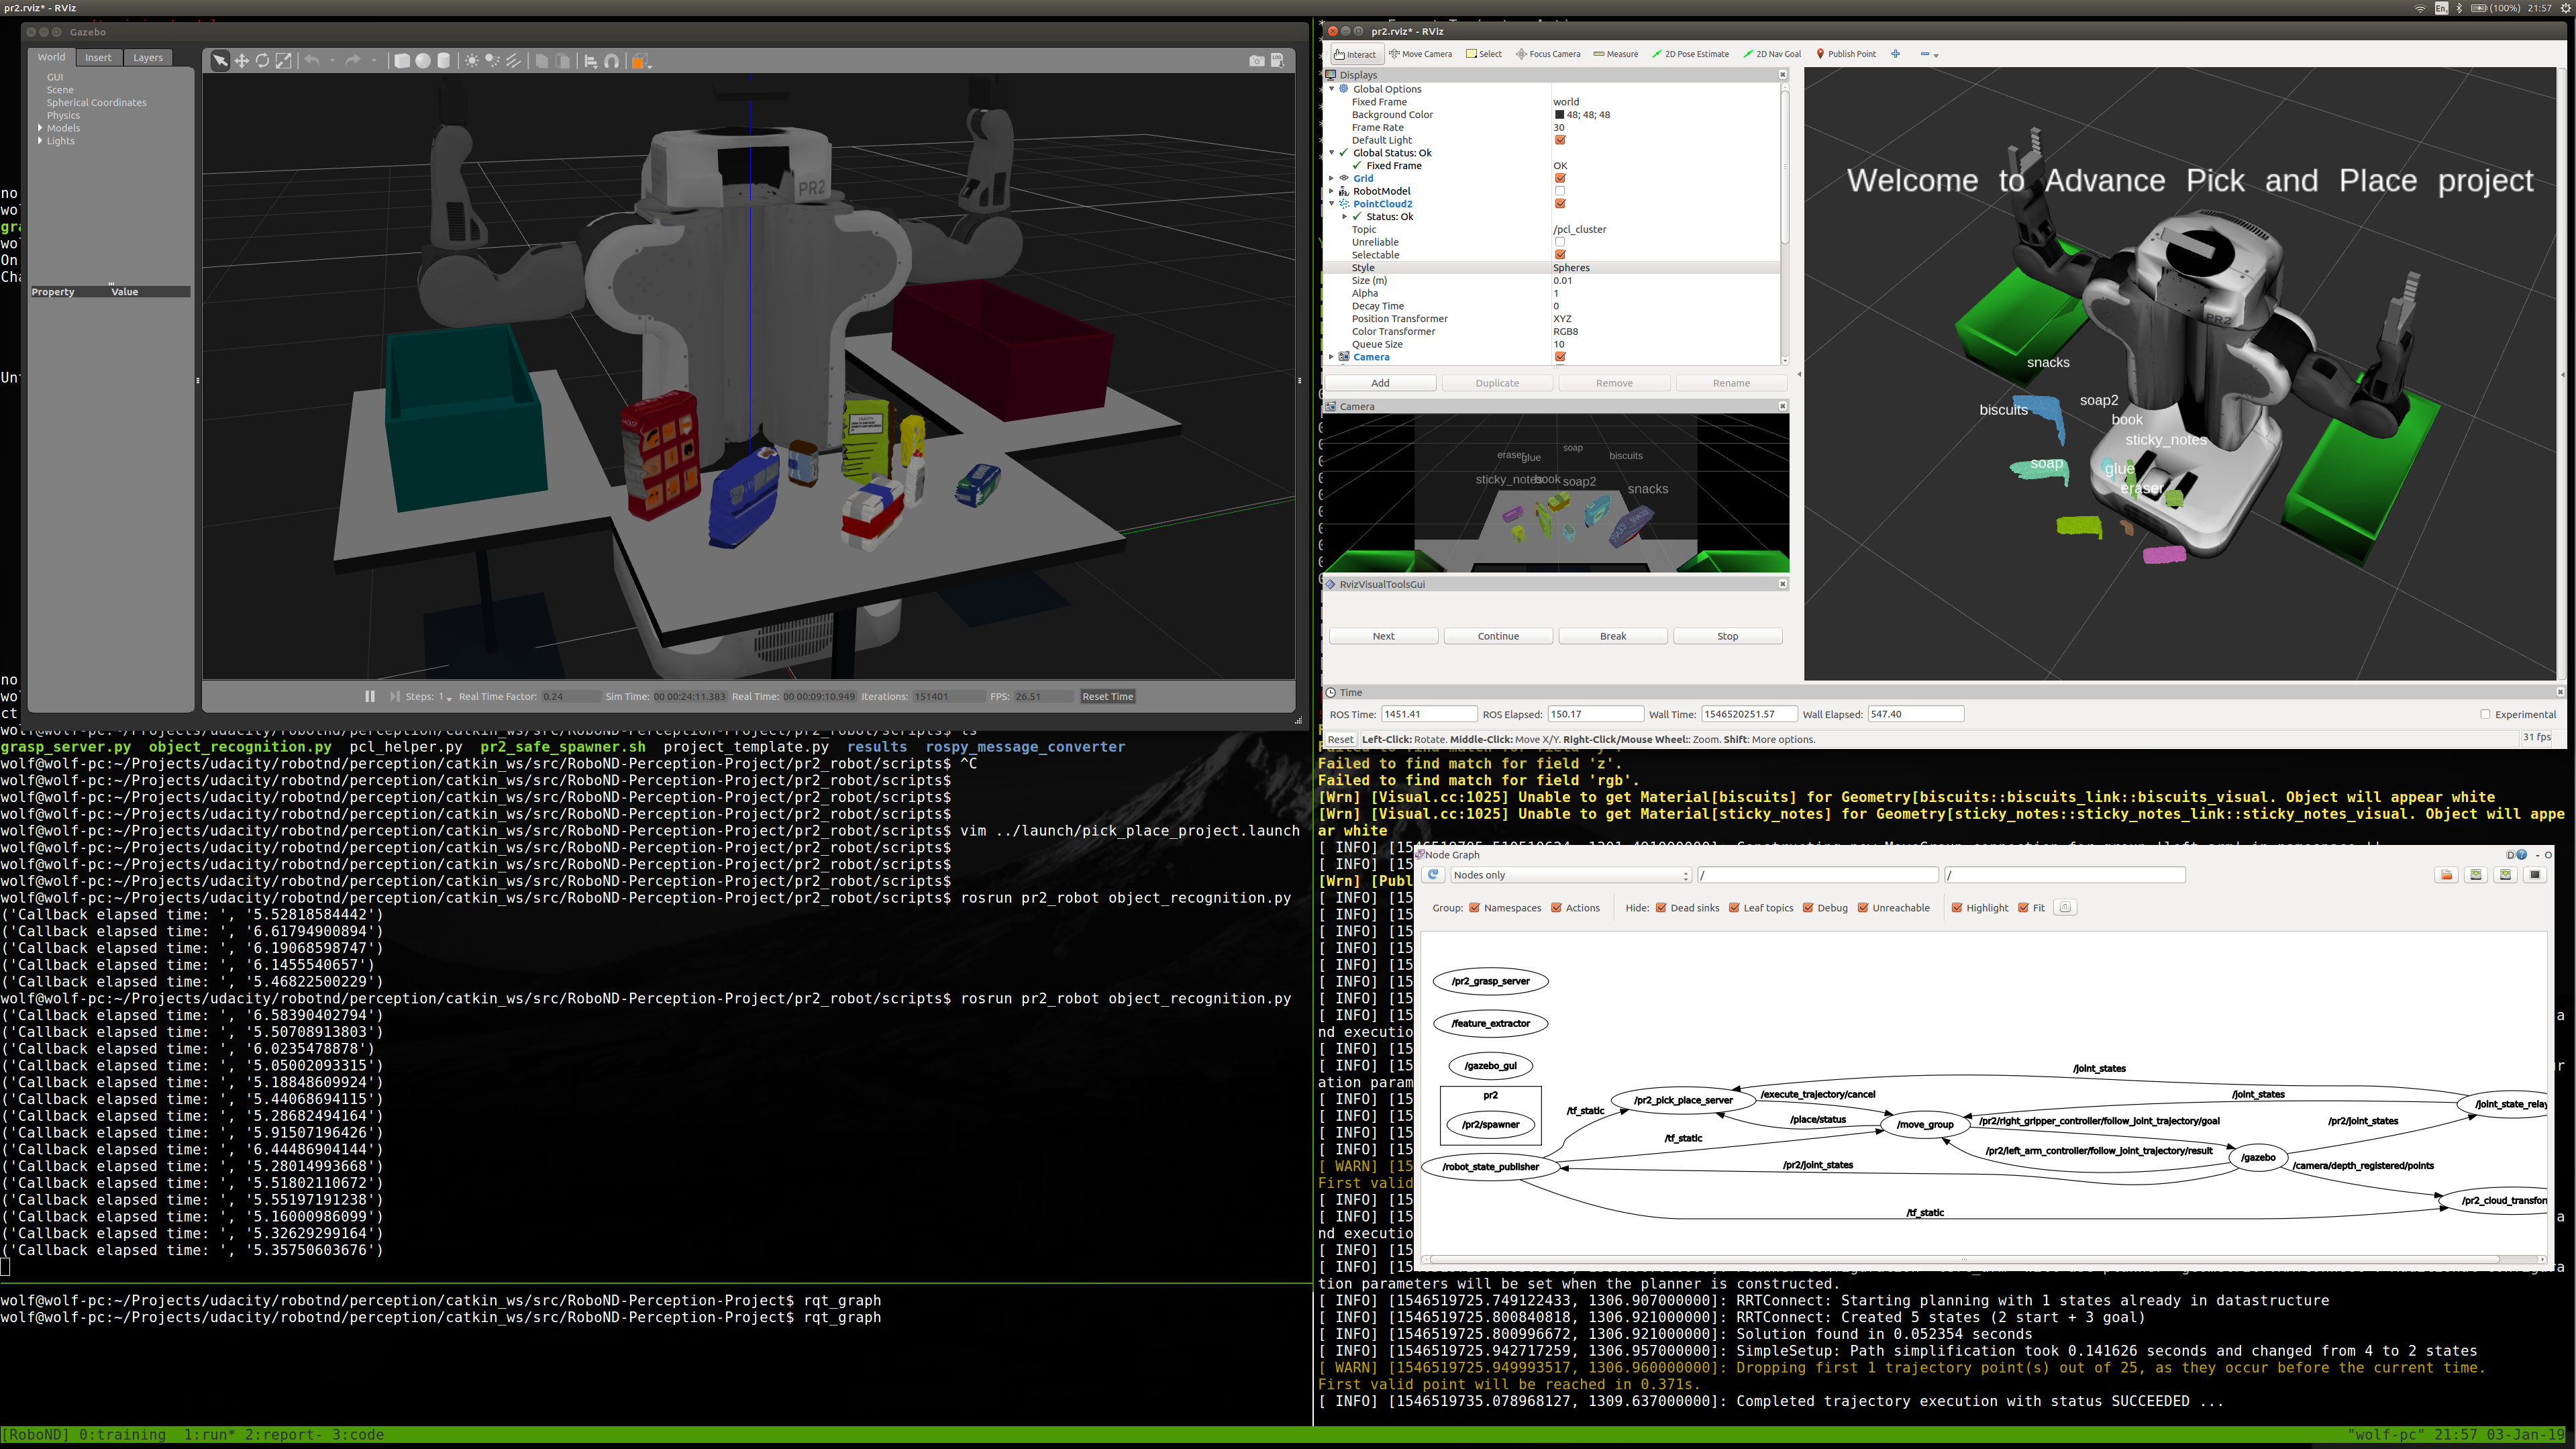 pr2.rviz* - RViz
En
(100%)
21:57
Gazebo
World
Insert
Layers
GUI
Scene
Spherical Coordinates
Physics
Models
Lights
Property
Value
PR2
Steps: 1
Real Time Factor: 0.24
Sim Time: 00 00:24:11.383
Real Time: 00 00:09:10.949
Iterations: 151401
FPS: 26.51
Reset Time
pr2.rviz* - RViz
Interact
Move Camera
Select
Focus Camera
Measure
2D Pose Estimate
2D Nav Goal
Publish Point
Displays
Global Options
Fixed Frame world
Background Color 48; 48; 48
Frame Rate 30
Default Light
Global Status: Ok
Fixed Frame OK
Grid
RobotModel
PointCloud2
Status: Ok
Topic /pcl_cluster
Unreliable
Selectable
Style Spheres
Size (m) 0.01
Alpha 1
Decay Time 0
Position Transformer XYZ
Color Transformer RGB8
Queue Size 10
Camera
Add
Duplicate
Remove
Rename
Camera
soap
eraser
glue
biscuits
sticky_notes
book
soap2
snacks
RvizVisualToolsGui
Next
Continue
Break
Stop
Welcome to Advance Pick and Place project
PR2
snacks
biscuits
soap2
book
sticky_notes
soap
glue
eraser
Time
ROS Time: 1451.41
ROS Elapsed: 150.17
Wall Time: 1546520251.57
Wall Elapsed: 547.40
Experimental
Reset
Left-Click: Rotate. Middle-Click: Move X/Y. Right-Click/Mouse Wheel:: Zoom. Shift: More options.
31 fps
grasp_server.py object_recognition.py pcl_helper.py pr2_safe_spawner.sh project_template.py results rospy_message_converter
wolf@wolf-pc:~/Projects/udacity/robotnd/perception/catkin_ws/src/RoboND-Perception-Project/pr2_robot/scripts$ ^C
wolf@wolf-pc:~/Projects/udacity/robotnd/perception/catkin_ws/src/RoboND-Perception-Project/pr2_robot/scripts$
wolf@wolf-pc:~/Projects/udacity/robotnd/perception/catkin_ws/src/RoboND-Perception-Project/pr2_robot/scripts$
wolf@wolf-pc:~/Projects/udacity/robotnd/perception/catkin_ws/src/RoboND-Perception-Project/pr2_robot/scripts$
wolf@wolf-pc:~/Projects/udacity/robotnd/perception/catkin_ws/src/RoboND-Perception-Project/pr2_robot/scripts$ vim ../launch/pick_place_project.launch
wolf@wolf-pc:~/Projects/udacity/robotnd/perception/catkin_ws/src/RoboND-Perception-Project/pr2_robot/scripts$
wolf@wolf-pc:~/Projects/udacity/robotnd/perception/catkin_ws/src/RoboND-Perception-Project/pr2_robot/scripts$
wolf@wolf-pc:~/Projects/udacity/robotnd/perception/catkin_ws/src/RoboND-Perception-Project/pr2_robot/scripts$
wolf@wolf-pc:~/Projects/udacity/robotnd/perception/catkin_ws/src/RoboND-Perception-Project/pr2_robot/scripts$ rosrun pr2_robot object_recognition.py
('Callback elapsed time: ', '5.52818584442')
('Callback elapsed time: ', '6.61794900894')
('Callback elapsed time: ', '6.19068598747')
('Callback elapsed time: ', '6.1455540657')
('Callback elapsed time: ', '5.46822500229')
wolf@wolf-pc:~/Projects/udacity/robotnd/perception/catkin_ws/src/RoboND-Perception-Project/pr2_robot/scripts$ rosrun pr2_robot object_recognition.py
('Callback elapsed time: ', '6.58390402794')
('Callback elapsed time: ', '5.50708913803')
('Callback elapsed time: ', '6.0235478878')
('Callback elapsed time: ', '5.05002093315')
('Callback elapsed time: ', '5.18848609924')
('Callback elapsed time: ', '5.44068694115')
('Callback elapsed time: ', '5.28682494164')
('Callback elapsed time: ', '5.91507196426')
('Callback elapsed time: ', '6.44486904144')
('Callback elapsed time: ', '5.28014993668')
('Callback elapsed time: ', '5.51802110672')
('Callback elapsed time: ', '5.55197191238')
('Callback elapsed time: ', '5.16000986099')
('Callback elapsed time: ', '5.32629299164')
('Callback elapsed time: ', '5.35750603676')
wolf@wolf-pc:~/Projects/udacity/robotnd/perception/catkin_ws/src/RoboND-Perception-Project$ rqt_graph
wolf@wolf-pc:~/Projects/udacity/robotnd/perception/catkin_ws/src/RoboND-Perception-Project$ rqt_graph
Failed to find match for field 'z'.
Failed to find match for field 'rgb'.
[Wrn] [Visual.cc:1025] Unable to get Material[biscuits] for Geometry[biscuits::biscuits_link::biscuits_visual. Object will appear white
[Wrn] [Visual.cc:1025] Unable to get Material[sticky_notes] for Geometry[sticky_notes::sticky_notes_link::sticky_notes_visual. Object will appe
ar white
Node Graph
Nodes only
/
/
Group:
Namespaces
Actions
Hide:
Dead sinks
Leaf topics
Debug
Unreachable
Highlight
Fit
/pr2_grasp_server
/feature_extractor
/gazebo_gui
pr2
/pr2/spawner
/robot_state_publisher
/tf_static
/pr2_pick_place_server
/execute_trajectory/cancel
/place/status
/tf_static
/move_group
/joint_states
/joint_states
/pr2/right_gripper_controller/follow_joint_trajectory/goal
/pr2/left_arm_controller/follow_joint_trajectory/result
/pr2/joint_states
/gazebo
/pr2/joint_states
/joint_state_relay
/camera/depth_registered/points
/pr2_cloud_transfor
/tf_static
tion parameters will be set when the planner is constructed.
[ INFO] [1546519725.749122433, 1306.907000000]: RRTConnect: Starting planning with 1 states already in datastructure
[ INFO] [1546519725.800840818, 1306.921000000]: RRTConnect: Created 5 states (2 start + 3 goal)
[ INFO] [1546519725.800996672, 1306.921000000]: Solution found in 0.052354 seconds
[ INFO] [1546519725.942717259, 1306.957000000]: SimpleSetup: Path simplification took 0.141626 seconds and changed from 4 to 2 states
[ WARN] [1546519725.949993517, 1306.960000000]: Dropping first 1 trajectory point(s) out of 25, as they occur before the current time.
First valid point will be reached in 0.371s.
[ INFO] [1546519735.078968127, 1309.637000000]: Completed trajectory execution with status SUCCEEDED ...
[RoboND] 0:training 1:run* 2:report- 3:code
"wolf-pc" 21:57 03-Jan-19